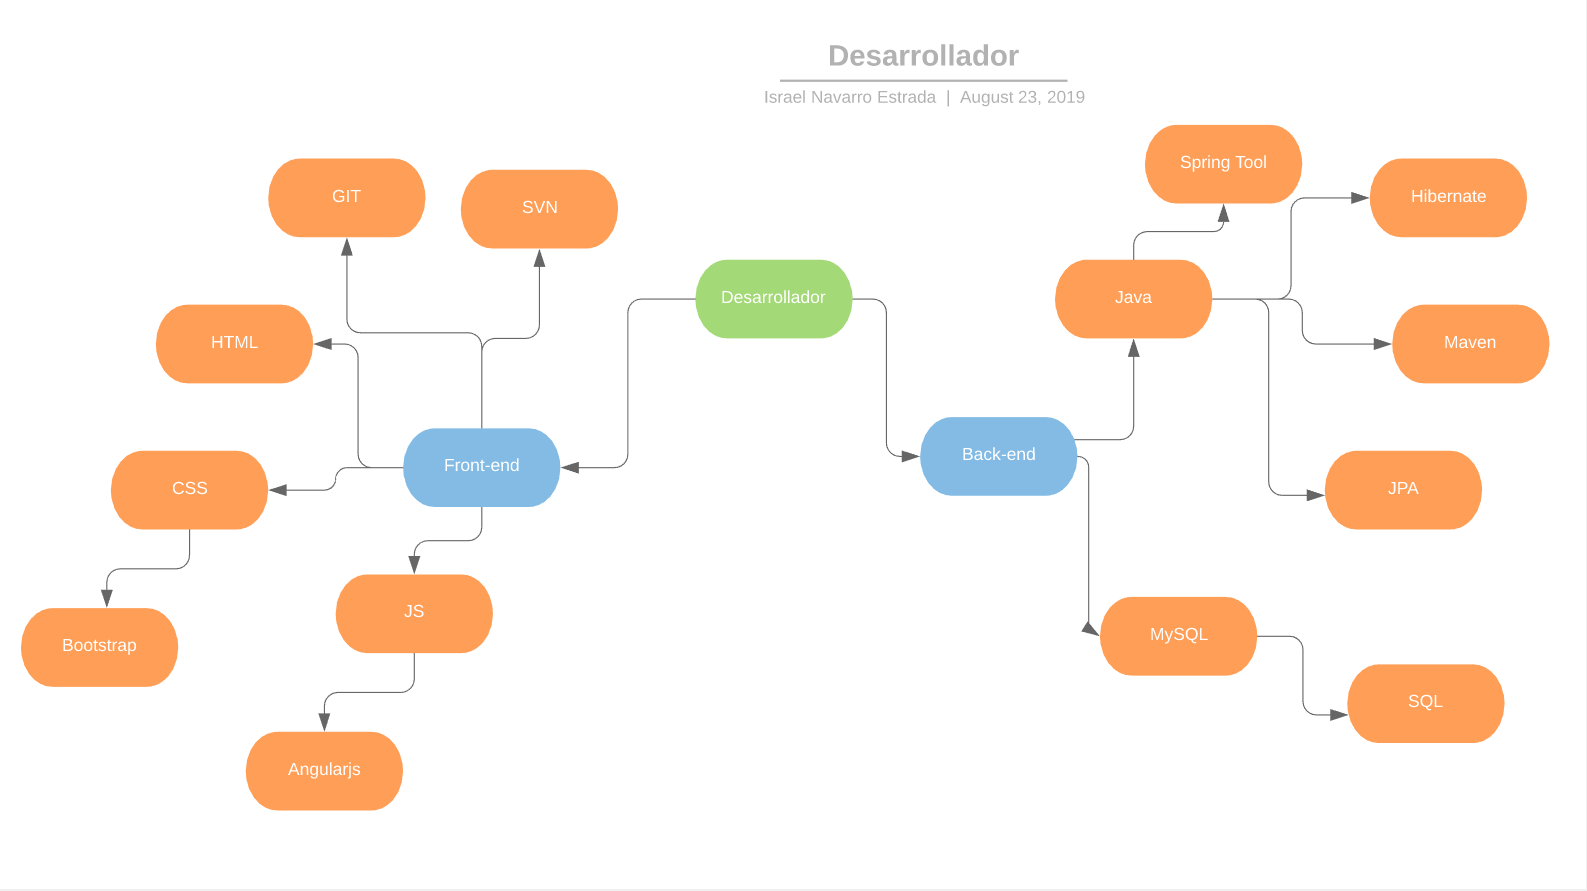 Desarrollador
Israel Navarro Estrada | August 23, 2019
Spring Tool
GIT
Hibernate
SVN
Desarrollador
Java
HTML
Maven
Back-end
Front-end
CSS
JPA
JS
MySQL
Bootstrap
SQL
Angularjs